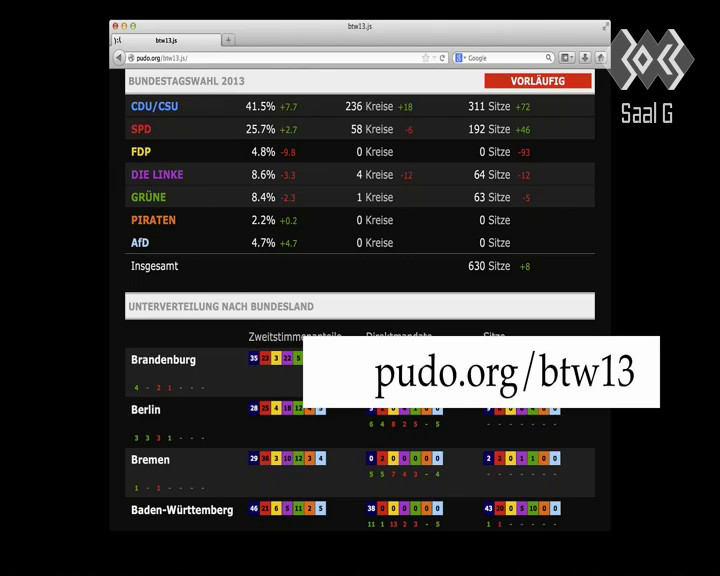 btw13.js
btw13.js
pudo.org/btw13.js/
Google
Saal G
BUNDESTAGSWAHL 2013 VORLÄUFIG
CDU/CSU 41.5% +7.7 236 Kreise +18 311 Sitze +72
SPD 25.7% +2.7 58 Kreise -6 192 Sitze +46
FDP 4.8% -9.8 0 Kreise 0 Sitze -93
DIE LINKE 8.6% -3.3 4 Kreise -12 64 Sitze -12
GRÜNE 8.4% -2.3 1 Kreise 63 Sitze -5
PIRATEN 2.2% +0.2 0 Kreise 0 Sitze
AfD 4.7% +4.7 0 Kreise 0 Sitze
Insgesamt 630 Sitze +8
UNTERVERTEILUNG NACH BUNDESLAND
Zweitstimmenanteile Direktmandate Sitze
Brandenburg 35 23 3 22 5
4 - 2 1 - - -
pudo.org/btw13
Berlin
3 3 3 1 - - -
6 4 8 2 5 - 5
Bremen 29 36 3 10 12 3 4 0 2 0 0 0 0 0 2 2 0 1 1 0 0
1 - 1 - - - -
5 5 7 4 3 - 4
Baden-Württemberg 46 21 6 5 11 2 5 38 0 0 0 0 0 0 43 20 0 5 10 0 0
11 1 13 2 3 - 5
1 1 - - - - -